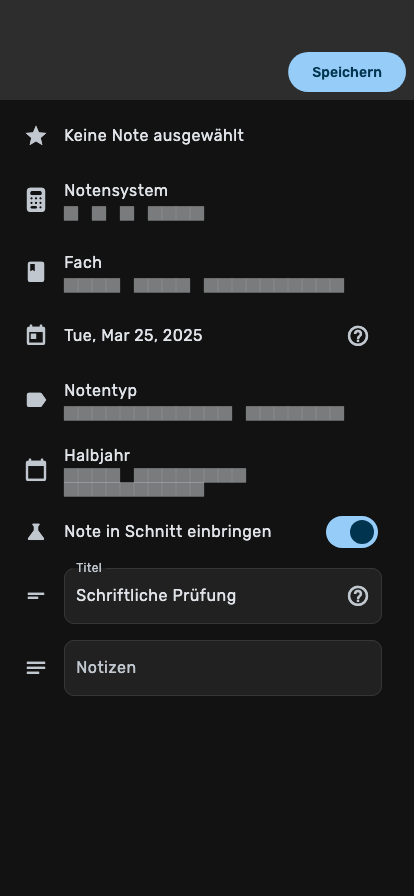 Speichern
Keine Note ausgewählt
Notensystem
Fach
Tue, Mar 25, 2025
Notentyp
Halbjahr
Note in Schnitt einbringen
Titel
Schriftliche Prüfung
Notizen